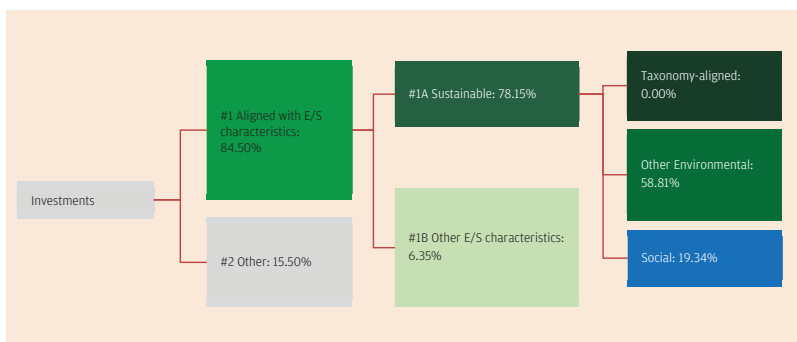 Investments
#1 Aligned with E/S
characteristics:
84.50%
#2 Other: 15.50%
#1A Sustainable: 78.15%
#1B Other E/S characteristics:
6.35%
Taxonomy-aligned:
0.00%
Other Environmental:
58.81%
Social: 19.34%